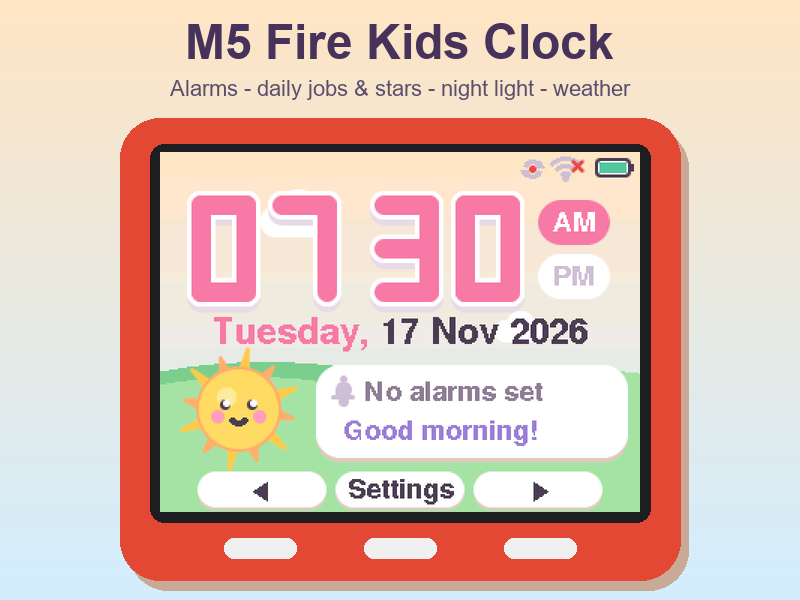 M5 Fire Kids Clock
Alarms - daily jobs & stars - night light - weather
07 30 AM
PM
Tuesday, 17 Nov 2026
No alarms set
Good morning!
Settings